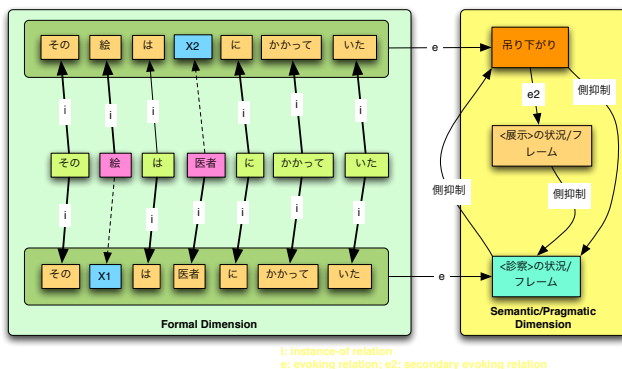 その 絵 は X2 に かかって いた
e
吊り下がり
i i i i i i
e2
側抑制
その 絵 は 医者 に かかって いた
<展示>の状況/フ
レーム
側抑制
側抑制
i i i i i i
その X1 は 医者 に かかって いた
e
<診察>の状況/
フレーム
Formal Dimension
Semantic/Pragmatic
Dimension
i: instance-of relation
e: evoking relation; e2: secondary evoking relation